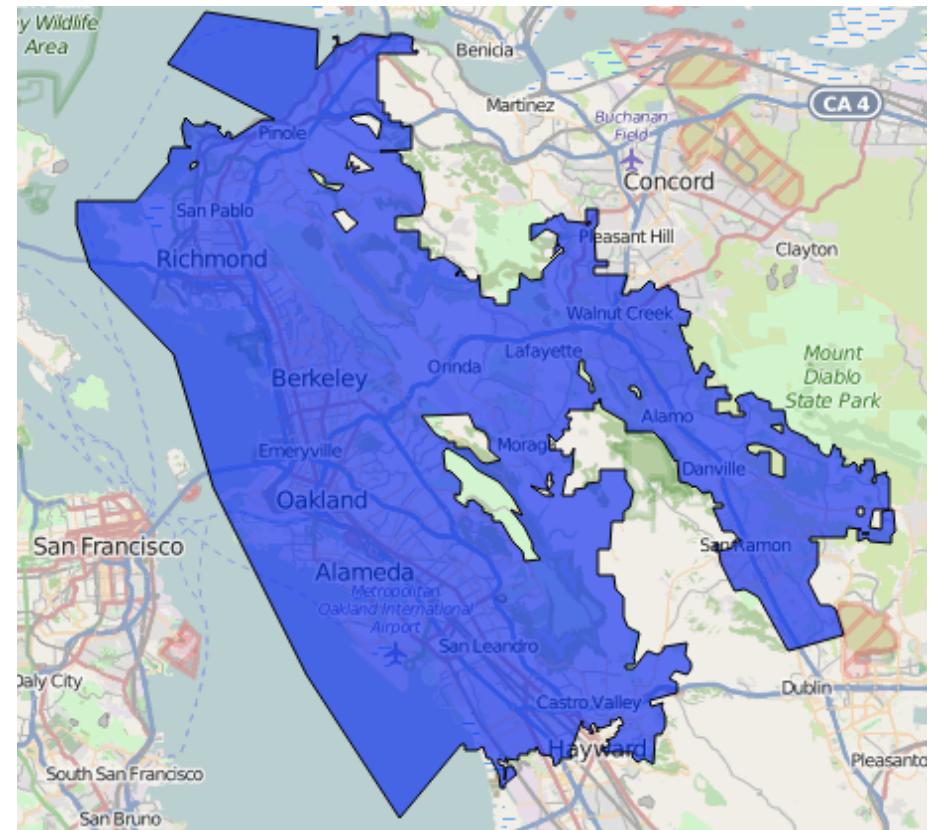 y Wildlife
Area
Benicia
Martinez
CA 4
Buchanan
Field
Pinole
Concord
San Pablo
Pleasant Hill
Clayton
Richmond
Walnut Creek
Lafayette
Mount
Diablo
State Park
Orinda
Berkeley
Alamo
Moraga
Emeryville
Danville
Oakland
San Francisco
San Ramon
Alameda
Metropolitan
Oakland International
Airport
San Leandro
Daly City
Dublin
Castro Valley
Hayward
Pleasanto
South San Francisco
San Bruno